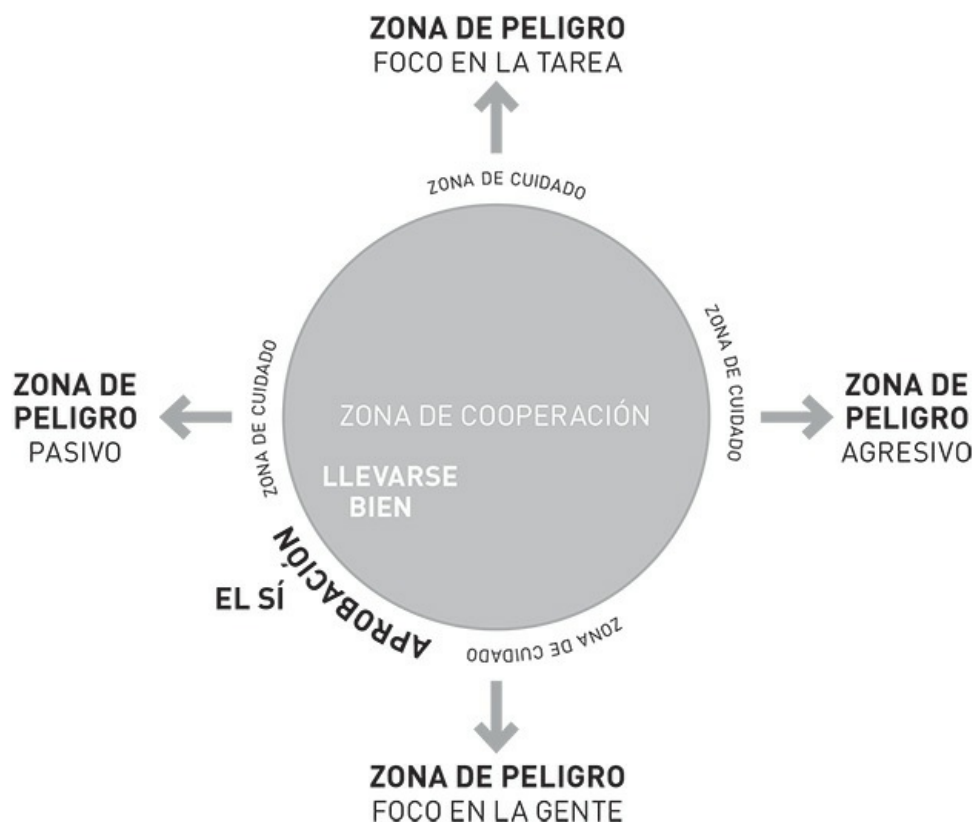 ZONA DE PELIGRO
FOCO EN LA TAREA
ZONA DE CUIDADO
ZONA DE CUIDADO
ZONA DE CUIDADO
ZONA DE
PELIGRO
PASIVO
ZONA DE COOPERACIÓN
ZONA DE
PELIGRO
AGRESIVO
LLEVARSE
BIEN
APROBACIÓN
EL SÍ
ZONA DE CUIDADO
ZONA DE PELIGRO
FOCO EN LA GENTE